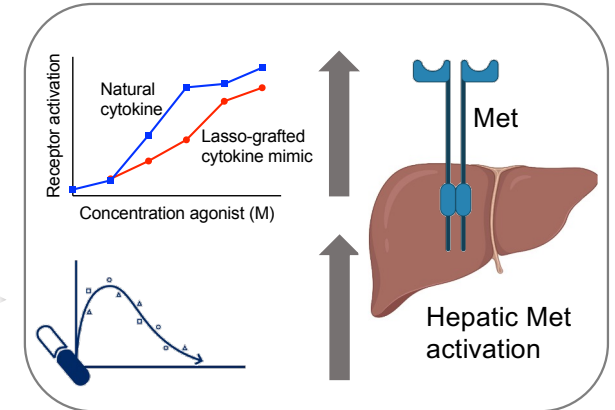 Receptor activation
Natural
cytokine
Lasso-grafted
cytokine mimic
Concentration agonist (M)
Met
Hepatic Met
activation